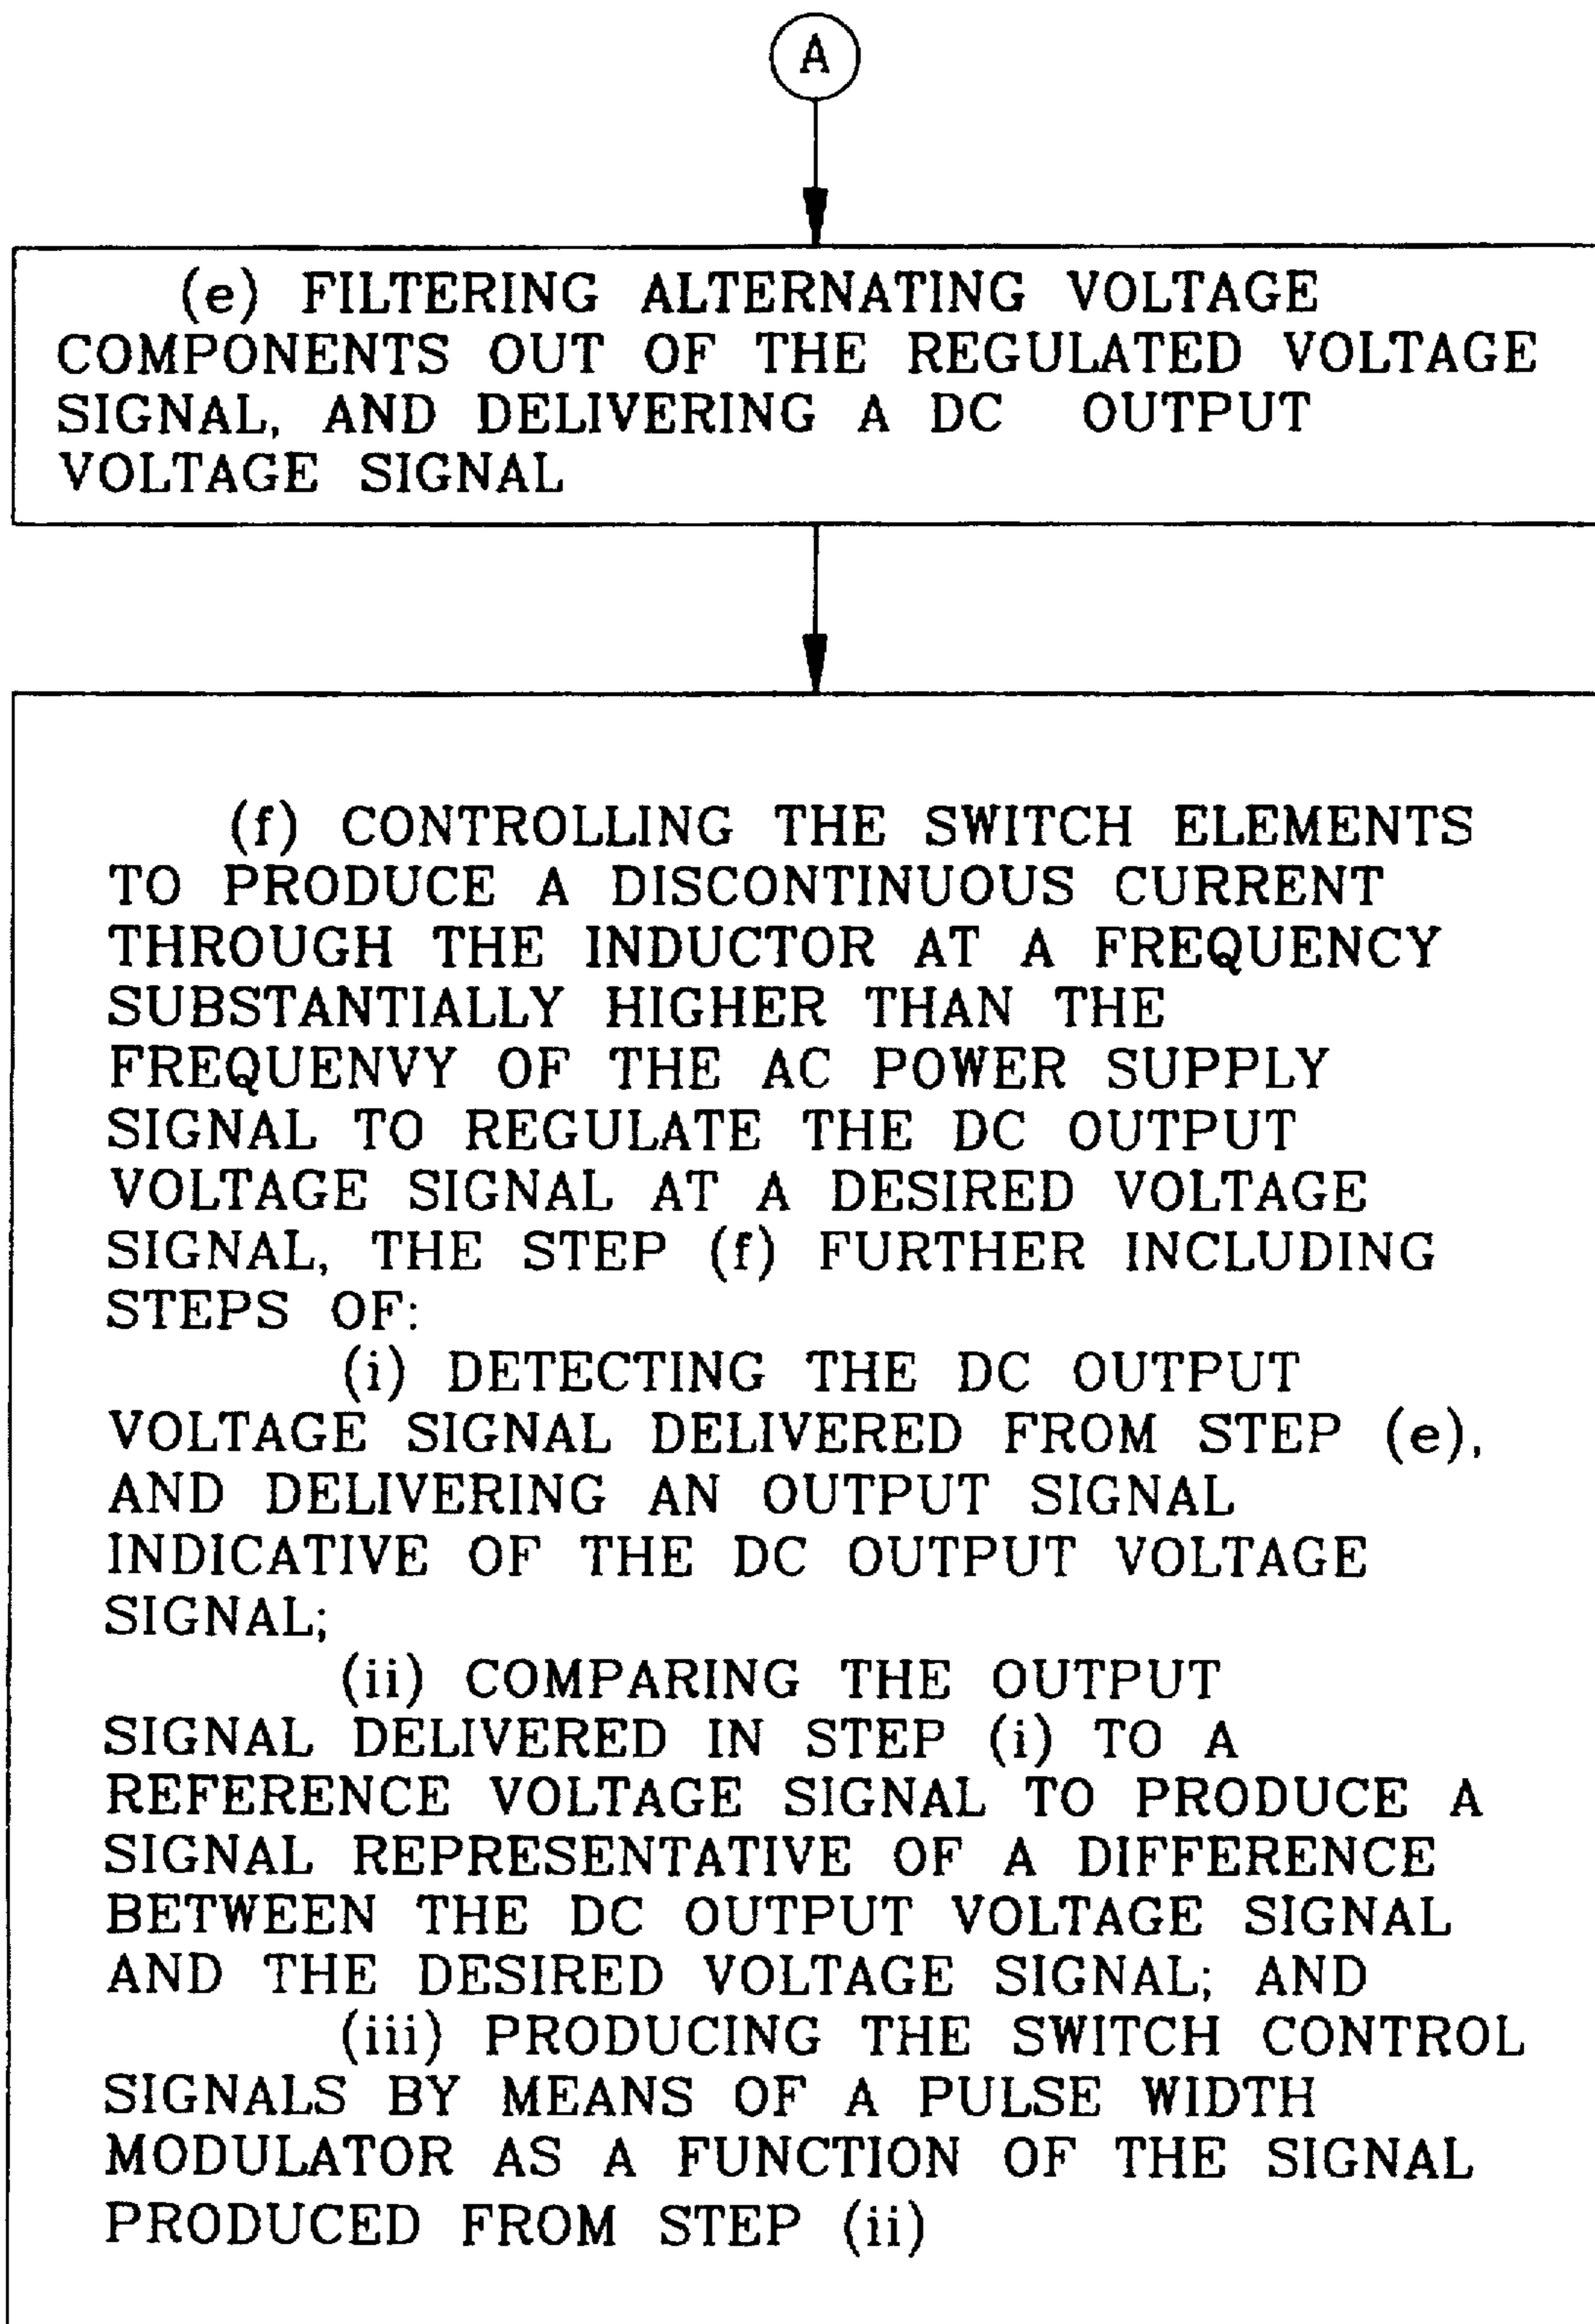 A
(e) FILTERING ALTERNATING VOLTAGE
COMPONENTS OUT OF THE REGULATED VOLTAGE
SIGNAL, AND DELIVERING A DC OUTPUT
VOLTAGE SIGNAL
(f) CONTROLLING THE SWITCH ELEMENTS
TO PRODUCE A DISCONTINUOUS CURRENT
THROUGH THE INDUCTOR AT A FREQUENCY
SUBSTANTIALLY HIGHER THAN THE
FREQUENVY OF THE AC POWER SUPPLY
SIGNAL TO REGULATE THE DC OUTPUT
VOLTAGE SIGNAL AT A DESIRED VOLTAGE
SIGNAL, THE STEP (f) FURTHER INCLUDING
STEPS OF:
(i) DETECTING THE DC OUTPUT
VOLTAGE SIGNAL DELIVERED FROM STEP (e),
AND DELIVERING AN OUTPUT SIGNAL
INDICATIVE OF THE DC OUTPUT VOLTAGE
SIGNAL;
(ii) COMPARING THE OUTPUT
SIGNAL DELIVERED IN STEP (i) TO A
REFERENCE VOLTAGE SIGNAL TO PRODUCE A
SIGNAL REPRESENTATIVE OF A DIFFERENCE
BETWEEN THE DC OUTPUT VOLTAGE SIGNAL
AND THE DESIRED VOLTAGE SIGNAL; AND
(iii) PRODUCING THE SWITCH CONTROL
SIGNALS BY MEANS OF A PULSE WIDTH
MODULATOR AS A FUNCTION OF THE SIGNAL
PRODUCED FROM STEP (ii)